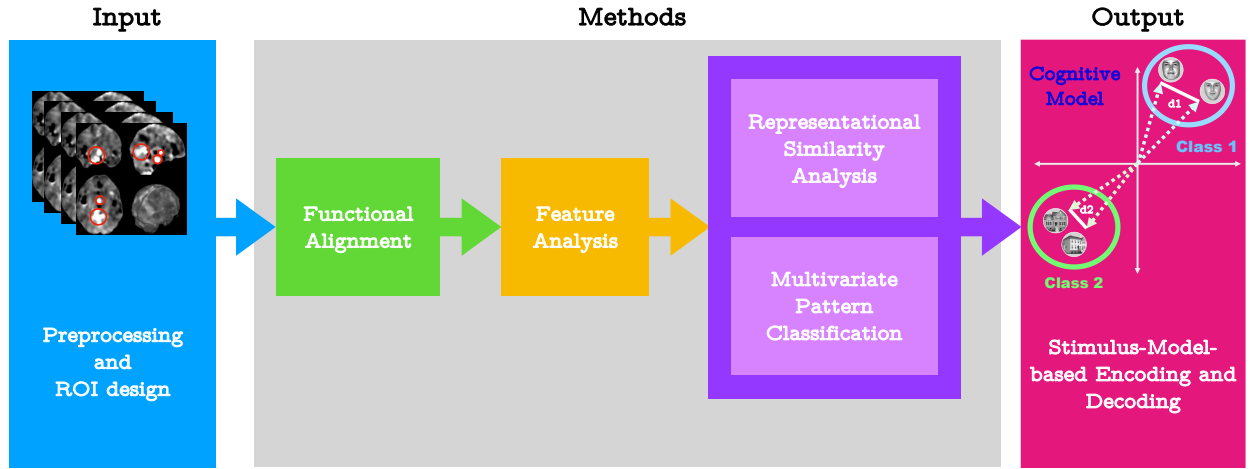 Input
Methods
Output
Preprocessing
and
ROI design
Functional
Alignment
Feature
Analysis
Representational
Similarity
Analysis
Multivariate
Pattern
Classification
Cognitive
Model
d1
Class 1
d2
Class 2
Stimulus-Model-
based Encoding and
Decoding